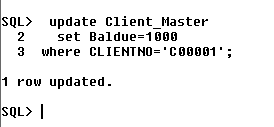 SQL> update Client_Master
2 set Baldue=1000
3 where CLIENTNO='C00001';
1 row updated.
SQL>